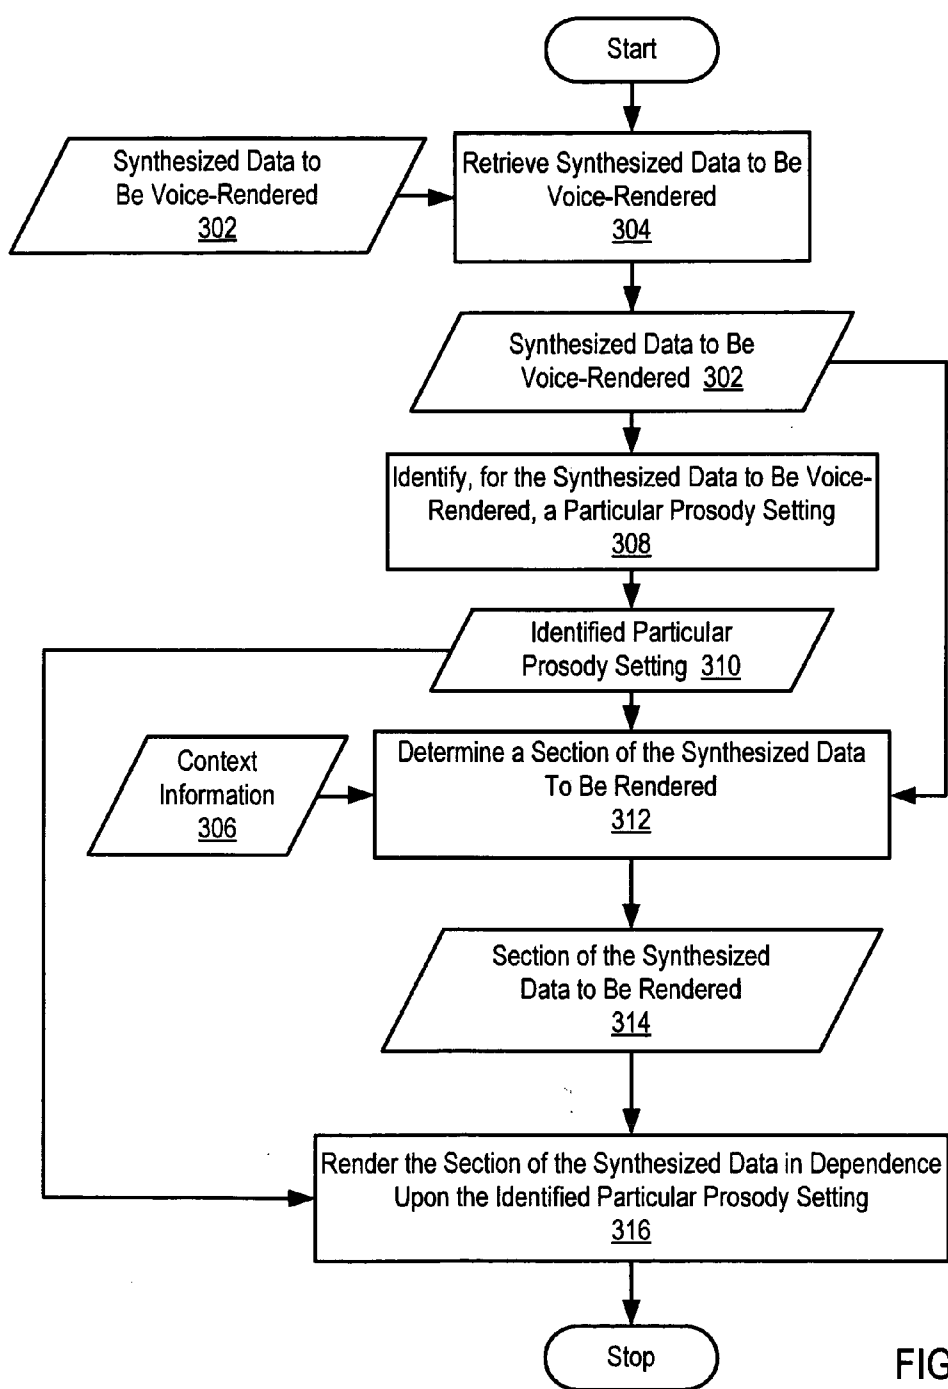 Start
Synthesized Data to
Be Voice-Rendered
302
Retrieve Synthesized Data to Be
Voice-Rendered
304
Synthesized Data to Be
Voice-Rendered 302
Identify, for the Synthesized Data to Be Voice-
Rendered, a Particular Prosody Setting
308
Identified Particular
Prosody Setting 310
Context
Information
306
Determine a Section of the Synthesized Data
To Be Rendered
312
Section of the Synthesized
Data to Be Rendered
314
Render the Section of the Synthesized Data in Dependence
Upon the Identified Particular Prosody Setting
316
Stop
FIG